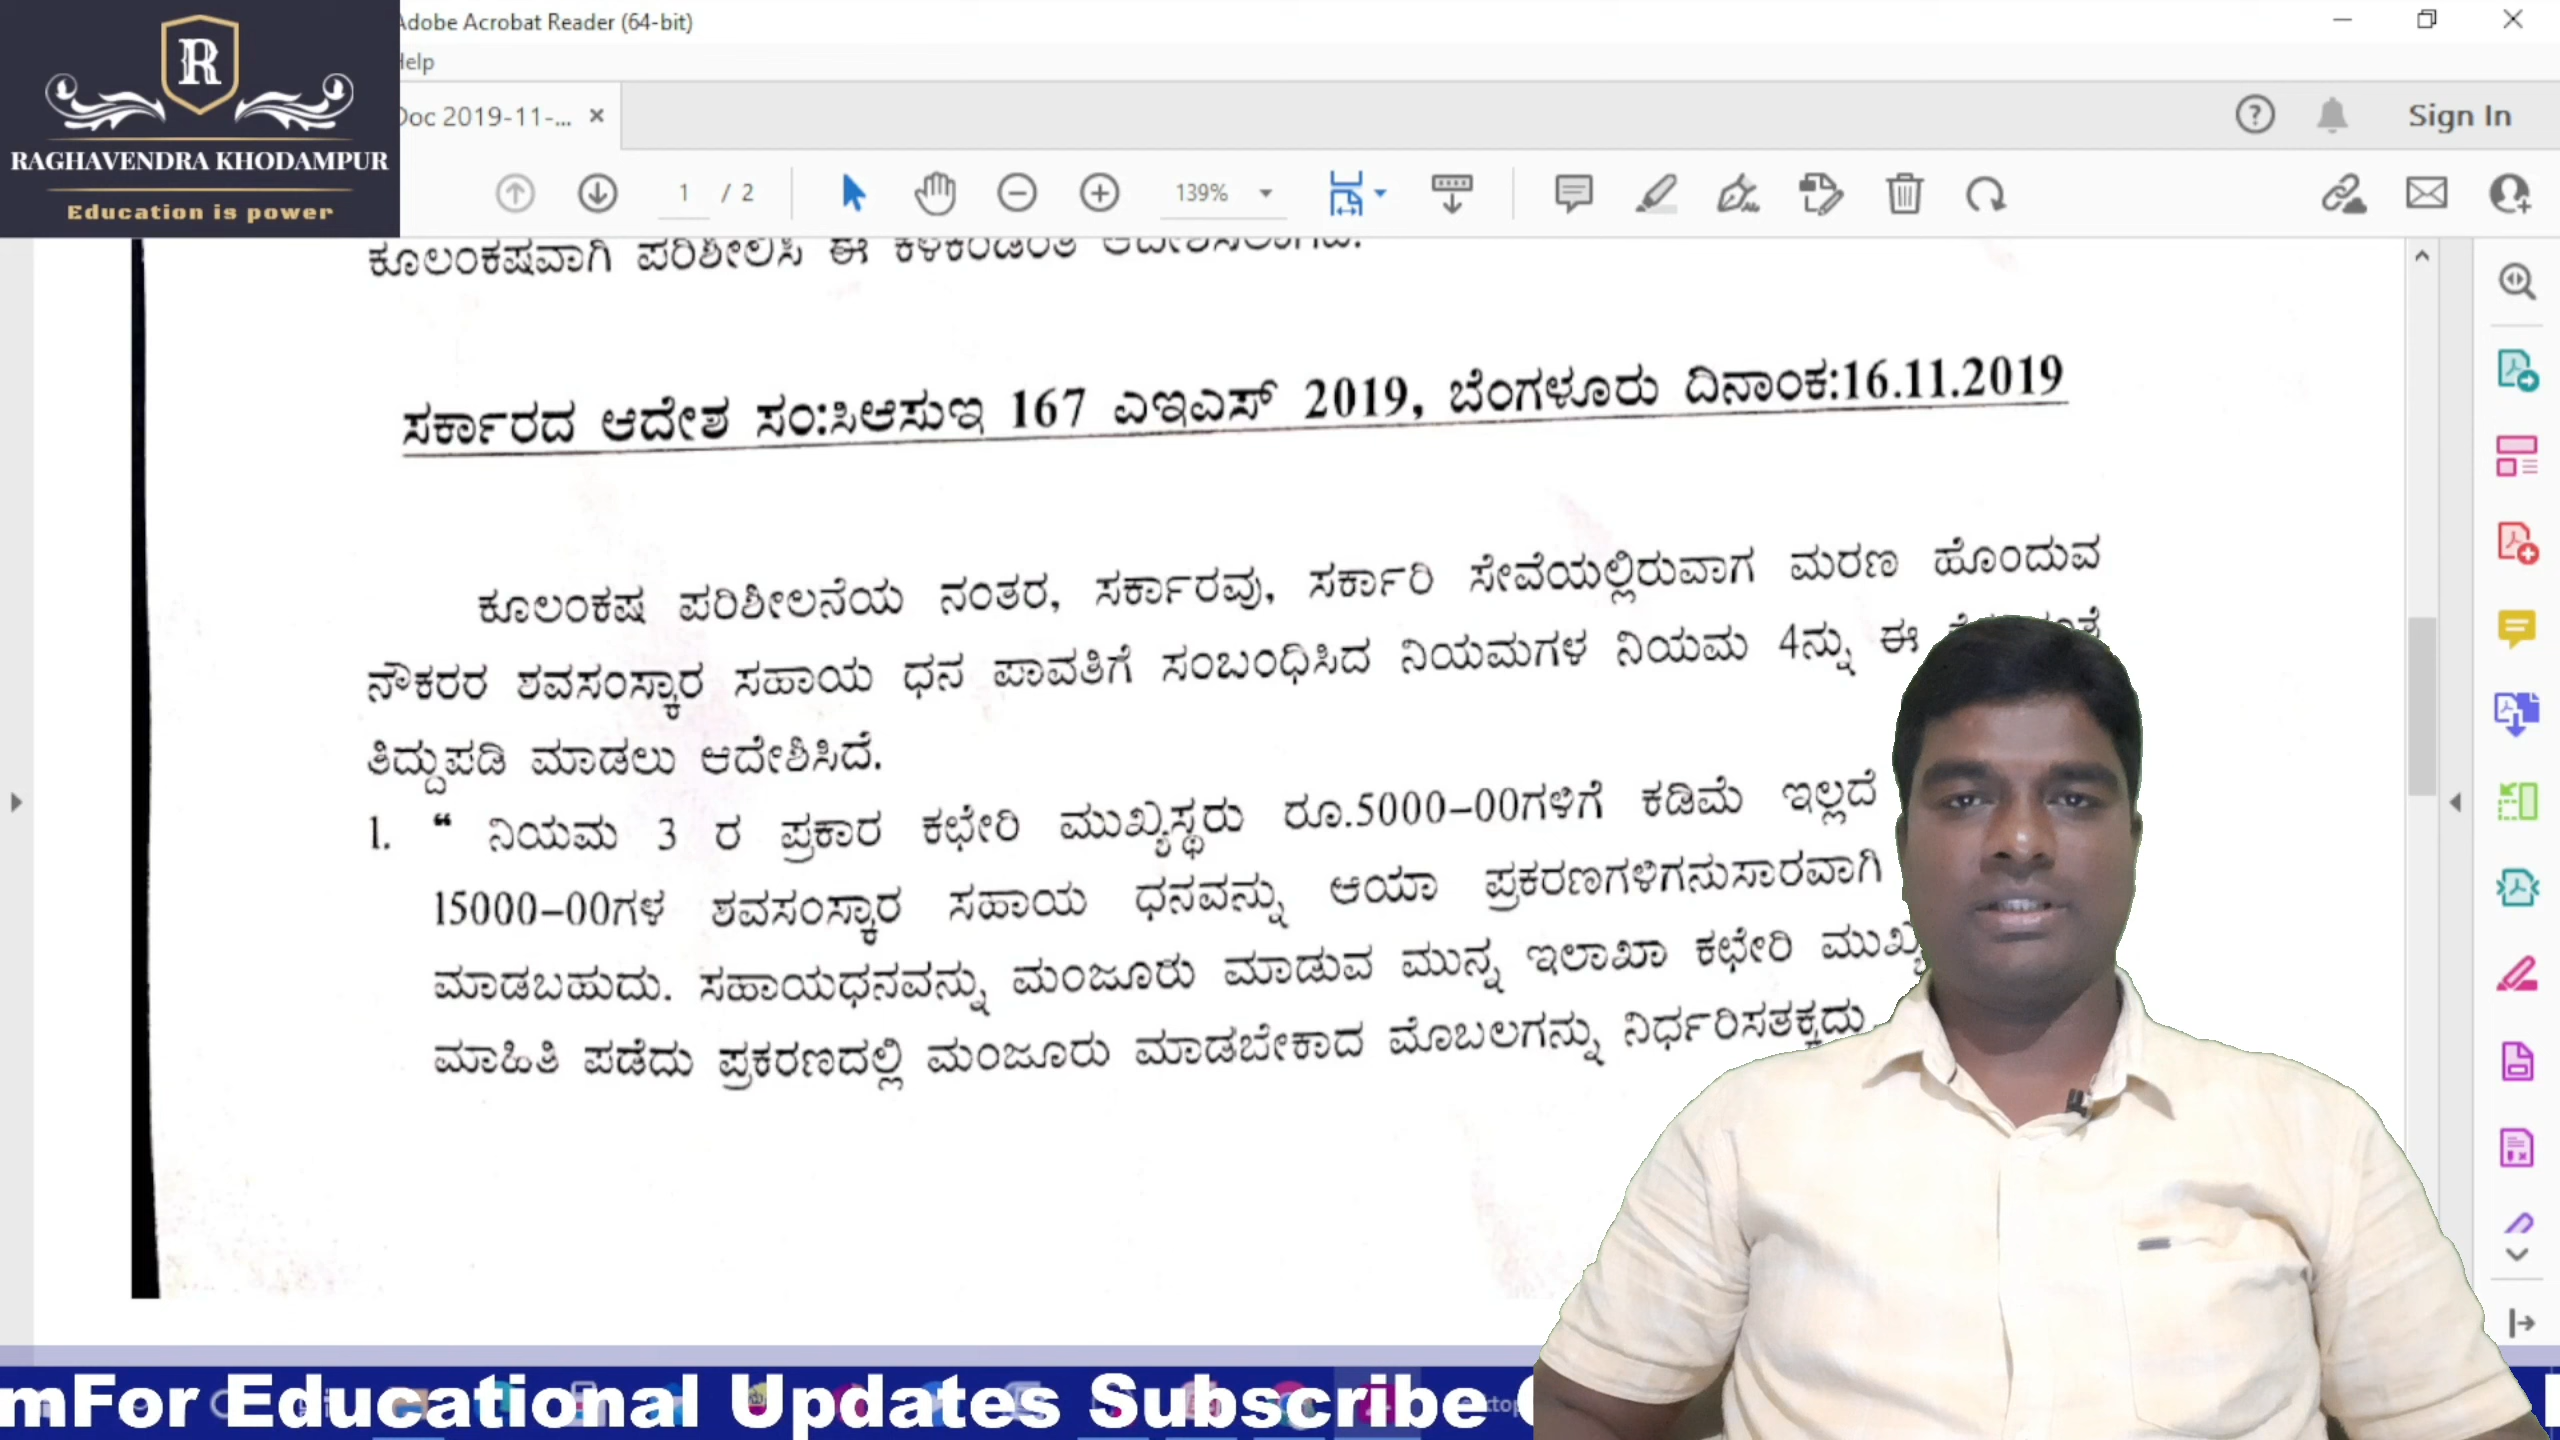 Adobe Acrobat Reader (64-bit)
R
RAGHAVENDRA KHODAMPUR
Education is power
Help
Doc 2019-11-...
Sign In
1 / 2
139%
ಕೂಲಂಕಷವಾಗಿ ಪರಿಶೀಲಿಸಿ ಈ
ಸರ್ಕಾರದ ಆದೇಶ ಸಂ:ಸಿಆಸುಇ 167 ಎಇಎಸ್ 2019, ಬೆಂಗಳೂರು ದಿನಾಂಕ:16.11.2019
ಕೂಲಂಕಷ ಪರಿಶೀಲನೆಯ ನಂತರ, ಸರ್ಕಾರವು, ಸರ್ಕಾರಿ ಸೇವೆಯಲ್ಲಿರುವಾಗ ಮರಣ ಹೊಂದುವ
ನೌಕರರ ಶವಸಂಸ್ಕಾರ ಸಹಾಯ ಧನ ಪಾವತಿಗೆ ಸಂಬಂಧಿಸಿದ ನಿಯಮಗಳ ನಿಯಮ 4ನ್ನು ಈ
ತಿದ್ದುಪಡಿ ಮಾಡಲು ಆದೇಶಿಸಿದೆ.
1. “ ನಿಯಮ 3 ರ ಪ್ರಕಾರ ಕಛೇರಿ ಮುಖ್ಯಸ್ಥರು ರೂ.5000-00ಗಳಿಗೆ ಕಡಿಮೆ ಇಲ್ಲದೆ
15000-00ಗಳ ಶವಸಂಸ್ಕಾರ ಸಹಾಯ ಧನವನ್ನು ಆಯಾ ಪ್ರಕರಣಗಳಿಗನುಸಾರವಾಗಿ
ಮಾಡಬಹುದು. ಸಹಾಯಧನವನ್ನು ಮಂಜೂರು ಮಾಡುವ ಮುನ್ನ ಇಲಾಖಾ ಕಛೇರಿ
ಮಾಹಿತಿ ಪಡೆದು ಪ್ರಕರಣದಲ್ಲಿ ಮಂಜೂರು ಮಾಡಬೇಕಾದ ಮೊಬಲಗನ್ನು ನಿರ್ಧರಿಸತಕ್ಕದ್ದು
mFor Educational Updates Subscribe